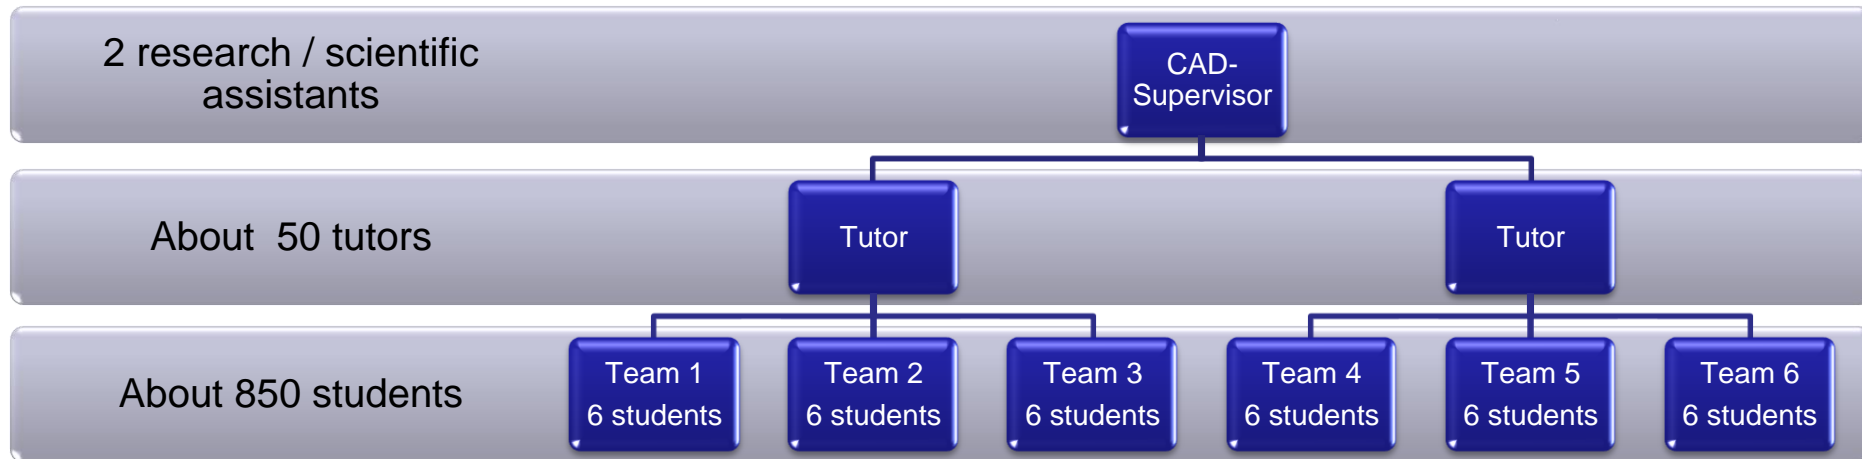 2 research / scientific
assistants
CAD-
Supervisor
About  50 tutors
Tutor
Tutor
About 850 students
Team 1
6 students
Team 2
6 students
Team 3
6 students
Team 4
6 students
Team 5
6 students
Team 6
6 students